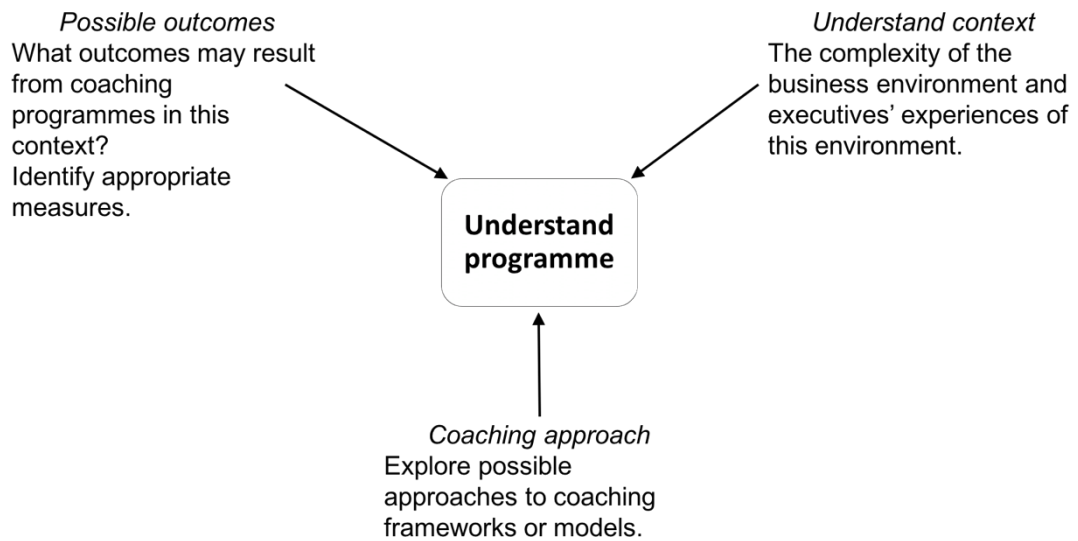 Possible outcomes
What outcomes may result
from coaching
programmes in this
context?
Identify appropriate
measures.
Understand context
The complexity of the
business environment and
executives’ experiences of
this environment.
Understand
programme
Coaching approach
Explore possible
approaches to coaching
frameworks or models.